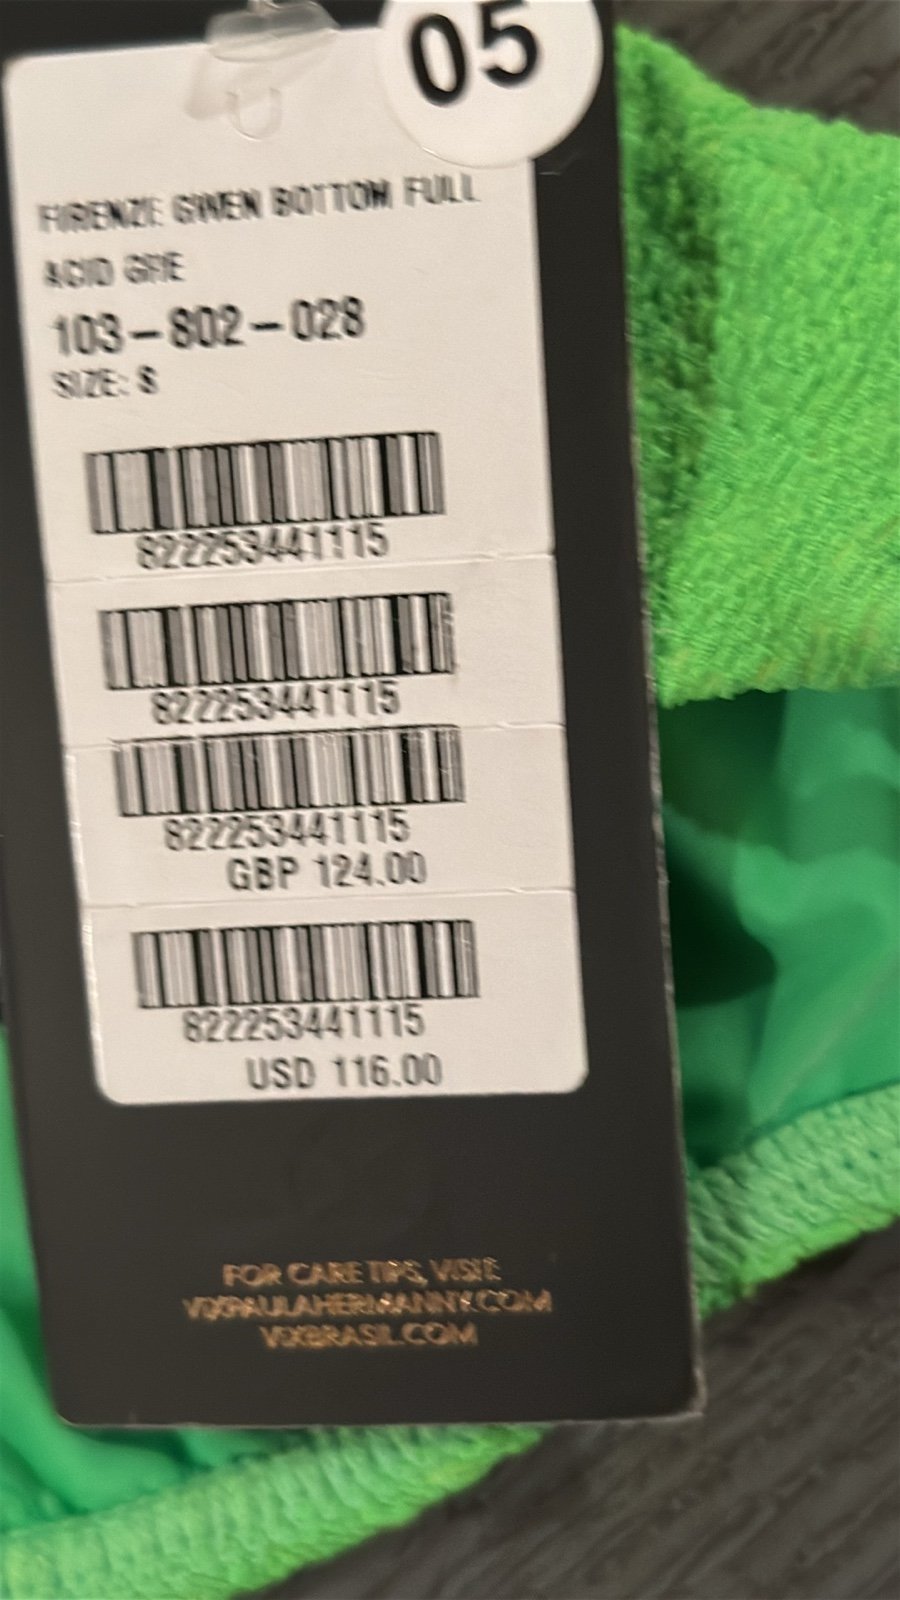 05
FIRENZE GWEN BOTTOM FULL
ACID GRE
103-802-028
SIZE: S
822253441115
822253441115
822253441115
GBP 124.00
822253441115
USD 116.00
FOR CARE TIPS, VISIT:
VIXPAULAHERMANNY.COM
VIXBRASIL.COM